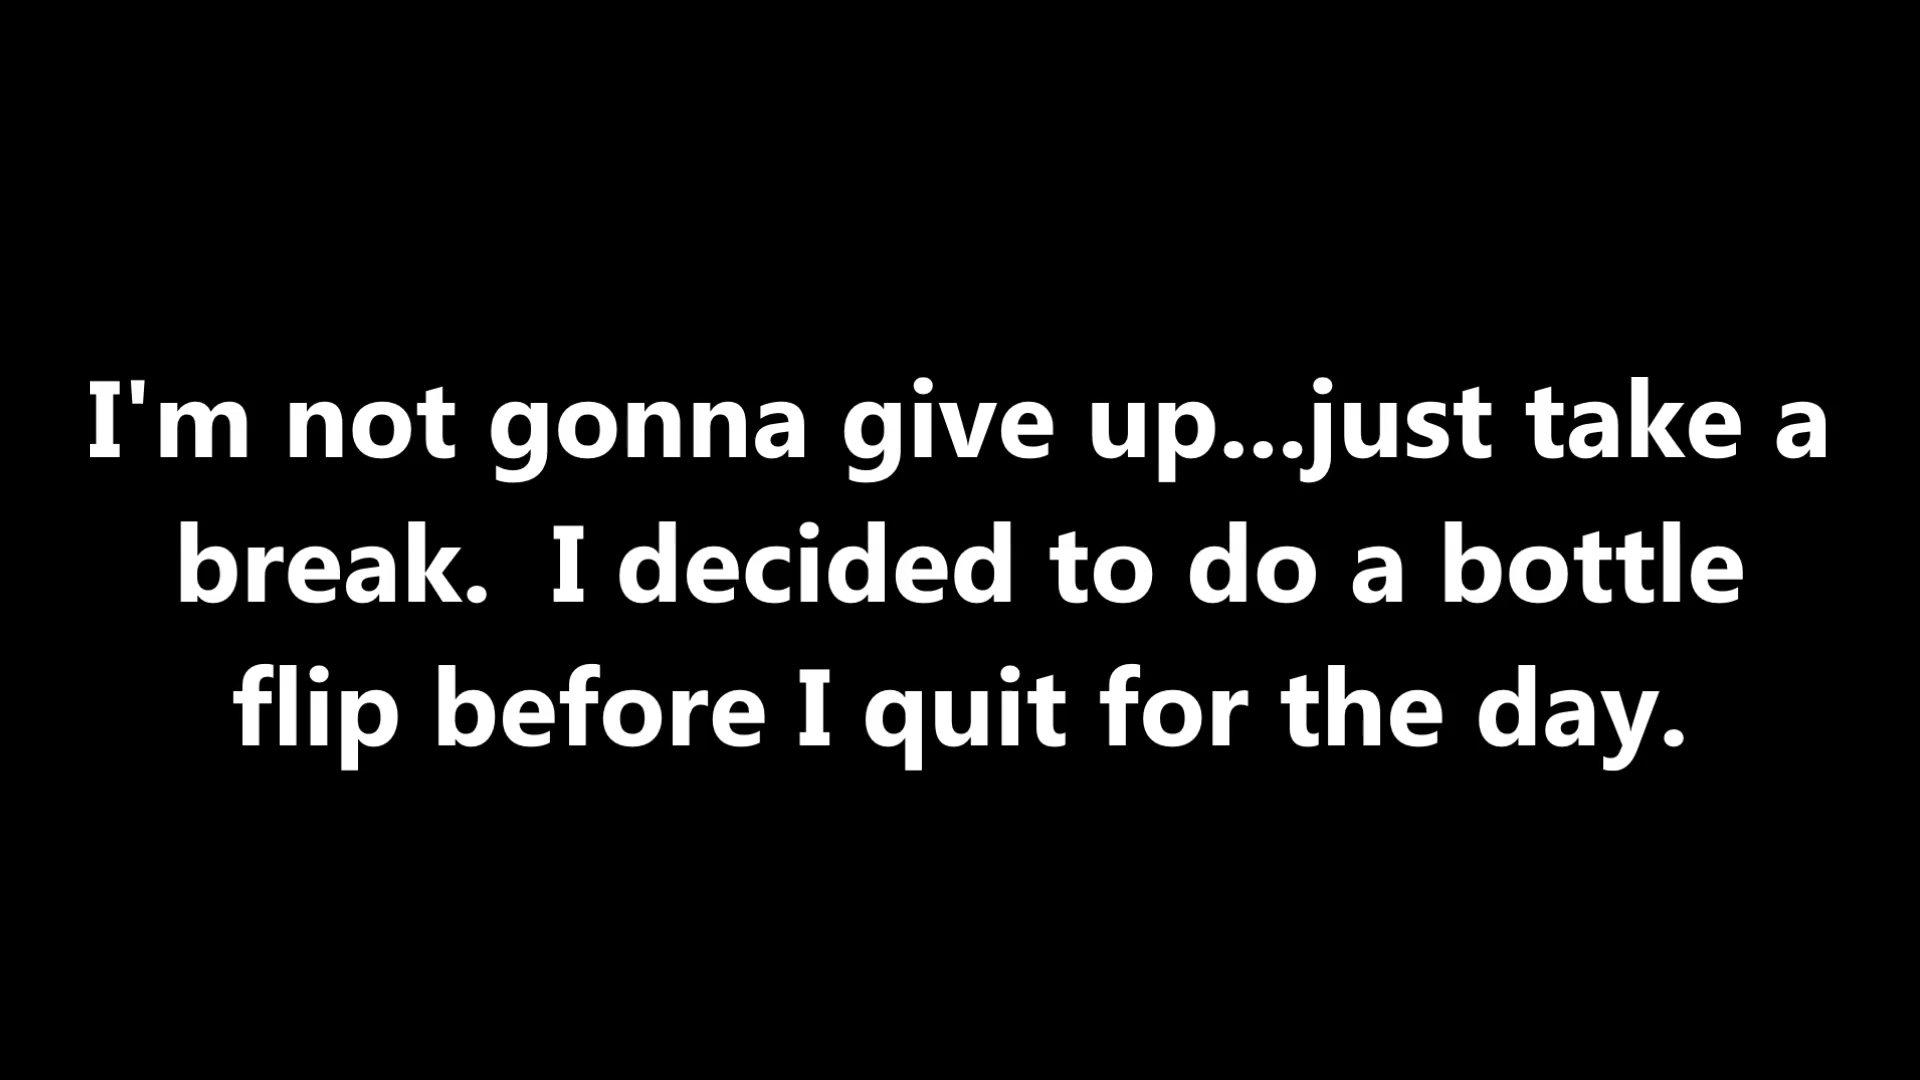 I'm not gonna give up...just take a
break.  I decided to do a bottle
flip before I quit for the day.